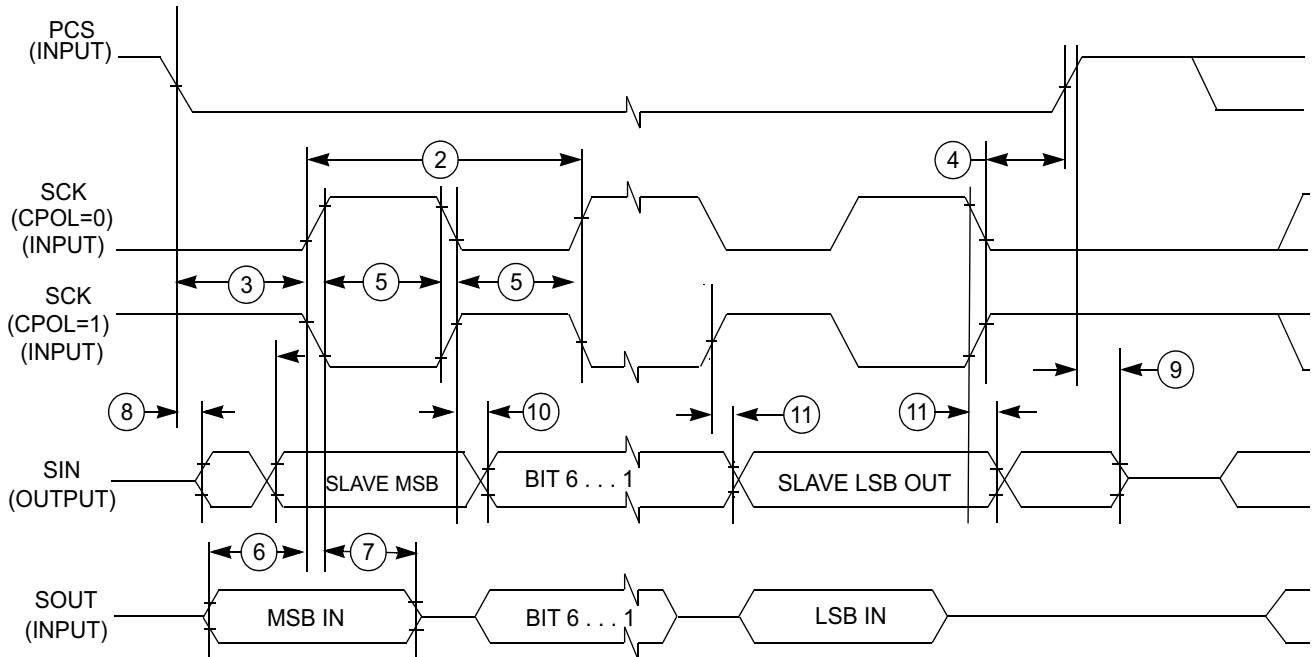 PCS
(INPUT)
2
4
SCK
(CPOL=0)
(INPUT)
3
5
5
SCK
(CPOL=1)
(INPUT)
9
8
10
11
11
SIN
(OUTPUT)
SLAVE MSB
BIT 6 . . . 1
SLAVE LSB OUT
6
7
SOUT
(INPUT)
MSB IN
BIT 6 . . . 1
LSB IN